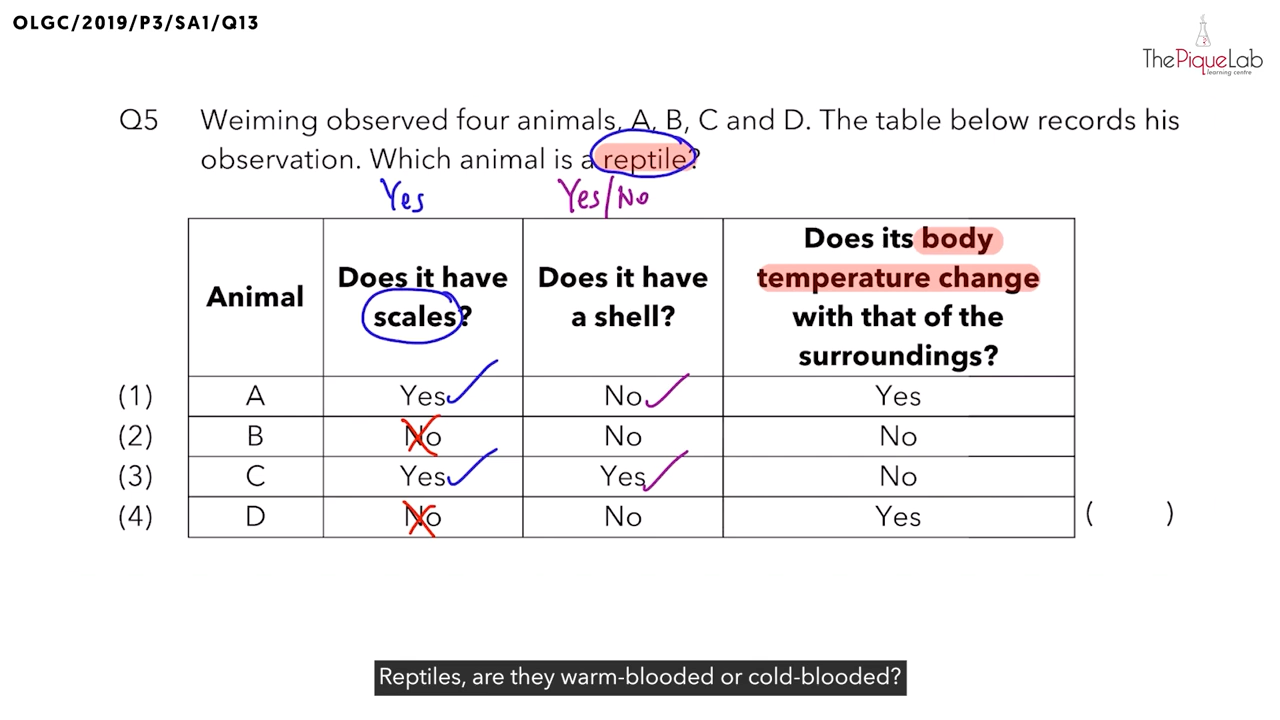 OLGC/2019/P3/SA1/Q13
ThePiqueLab
learning centre
Q5 Weiming observed four animals, A, B, C and D. The table below records his
observation. Which animal is a reptile?
Yes Yes/No
Animal Does it have scales? Does it have a shell? Does its body temperature change with that of the surroundings?
(1) A Yes No Yes
(2) B No No No
(3) C Yes Yes No
(4) D No No Yes ( )
Reptiles, are they warm-blooded or cold-blooded?